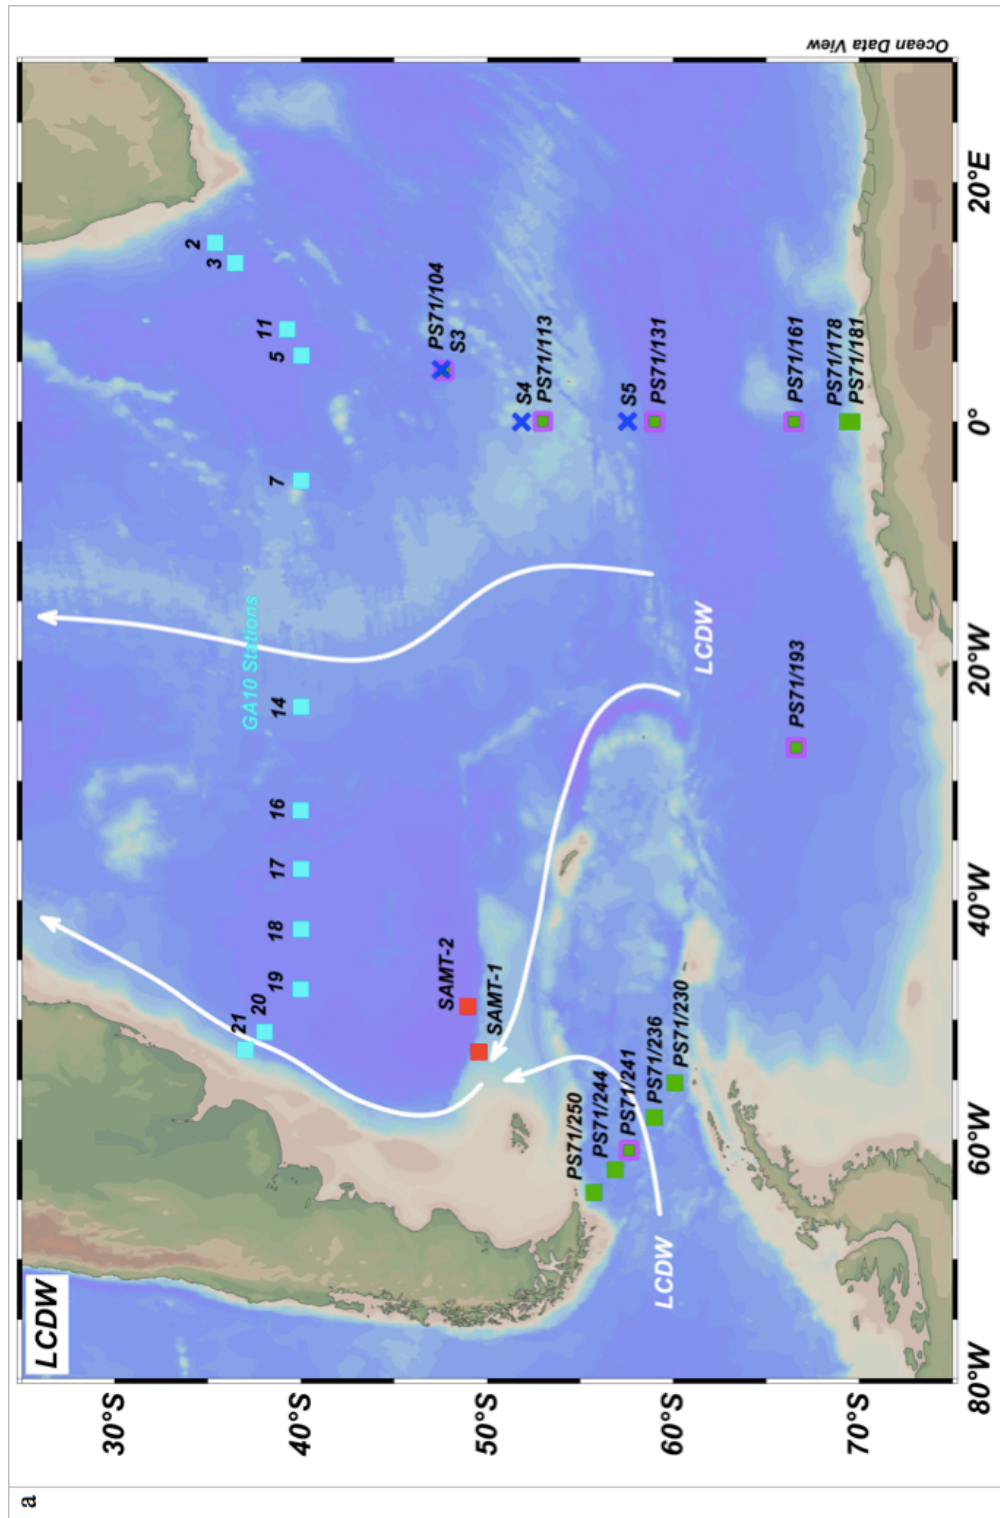 a
LCDW
Ocean Data View
30°S
40°S
50°S
60°S
70°S
80°W
60°W
40°W
20°W
0°
20°E
GA10 Stations
21
20
19
18
17
16
14
7
5
11
3
2
SAMT-2
SAMT-1
PS71/104
S3
S4
PS71/113
S5
PS71/131
PS71/161
PS71/178
PS71/181
PS71/193
PS71/250
PS71/244
PS71/241
PS71/236
PS71/230
LCDW
LCDW